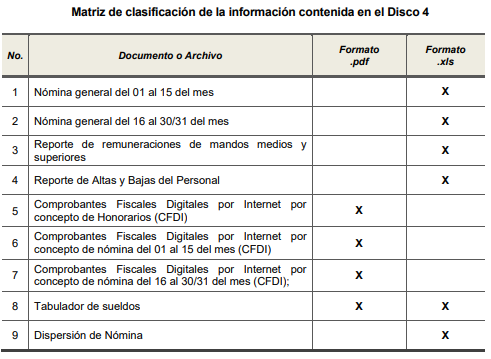 Matriz de clasificación de la información contenida en el Disco 4
No. Documento o Archivo Formato .pdf Formato .xls
1 Nómina general del 01 al 15 del mes X
2 Nómina general del 16 al 30/31 del mes X
3 Reporte de remuneraciones de mandos medios y
superiores X
4 Reporte de Altas y Bajas del Personal X
5 Comprobantes Fiscales Digitales por Internet por
concepto de Honorarios (CFDI) X
6 Comprobantes Fiscales Digitales por Internet por
concepto de nómina del 01 al 15 del mes (CFDI) X
7 Comprobantes Fiscales Digitales por Internet por
concepto de nómina del 16 al 30/31 del mes (CFDI); X
8 Tabulador de sueldos X X
9 Dispersión de Nómina X